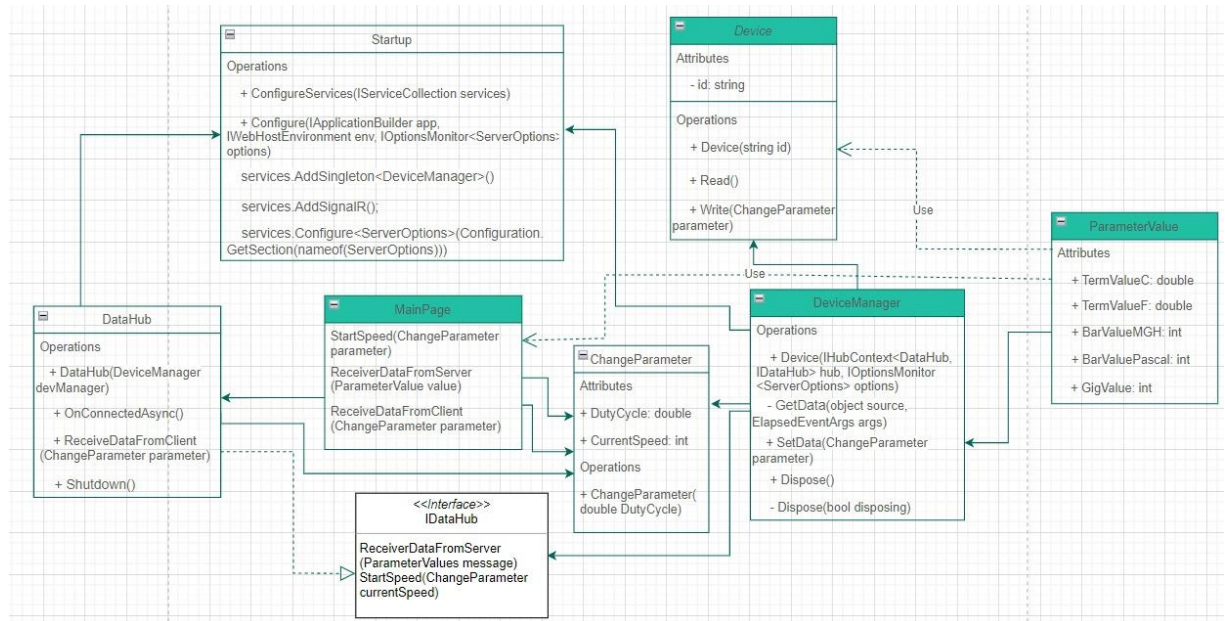 Startup
Operations
+ ConfigureServices(IServiceCollection services)
+ Configure(IApplicationBuilder app,
IWebHostEnvironment env, IOptionsMonitor<ServerOptions>
options)
services.AddSingleton<DeviceManager>()
services.AddSignalR();
services.Configure<ServerOptions>(Configuration.
GetSection(nameof(ServerOptions)))
Device
Attributes
- id: string
Operations
+ Device(string id)
+ Read()
+ Write(ChangeParameter
parameter)
Use
Use
ParameterValue
Attributes
+ TermValueC: double
+ TermValueF: double
+ BarValueMGH: int
+ BarValuePascal: int
+ GigValue: int
DataHub
Operations
+ DataHub(DeviceManager
devManager)
+ OnConnectedAsync()
+ ReceiveDataFromClient
(ChangeParameter parameter)
+ Shutdown()
MainPage
StartSpeed(ChangeParameter
parameter)
ReceiverDataFromServer
(ParameterValue value)
ReceiveDataFromClient
(ChangeParameter parameter)
ChangeParameter
Attributes
+ DutyCycle: double
+ CurrentSpeed: int
Operations
+ ChangeParameter(
double DutyCycle)
DeviceManager
Operations
+ Device(IHubContext<DataHub,
IDataHub> hub, IOptionsMonitor
<ServerOptions> options)
- GetData(object source,
ElapsedEventArgs args)
+ SetData(ChangeParameter
parameter)
+ Dispose()
- Dispose(bool disposing)
<<Interface>>
IDataHub
ReceiverDataFromServer
(ParameterValues message)
StartSpeed(ChangeParameter
currentSpeed)